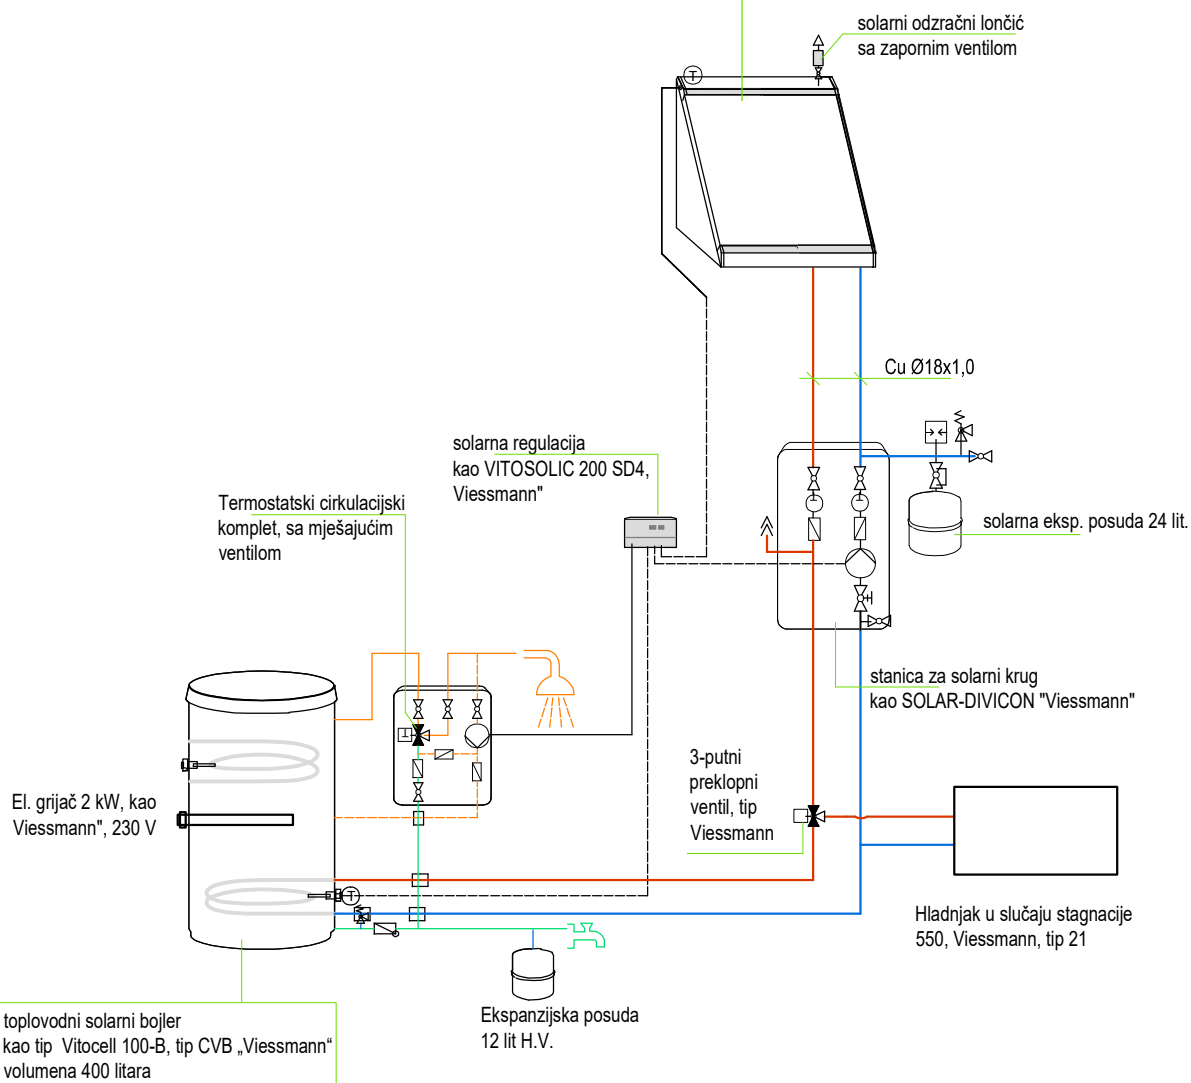 solarni odzračni lončić
sa zapornim ventilom
T
Cu Ø18x1,0
solarna regulacija
kao VITOSOLIC 200 SD4,
Viessmann"
Termostatski cirkulacijski
komplet, sa mješajućim
ventilom
solarna eksp. posuda 24 lit.
stanica za solarni krug
kao SOLAR-DIVICON "Viessmann"
3-putni
preklopni
ventil, tip
Viessmann
El. grijač 2 kW, kao
Viessmann", 230 V
T
Hladnjak u slučaju stagnacije
550, Viessmann, tip 21
Ekspanzijska posuda
12 lit H.V.
toplovodni solarni bojler
kao tip Vitocell 100-B, tip CVB „Viessmann“
volumena 400 litara